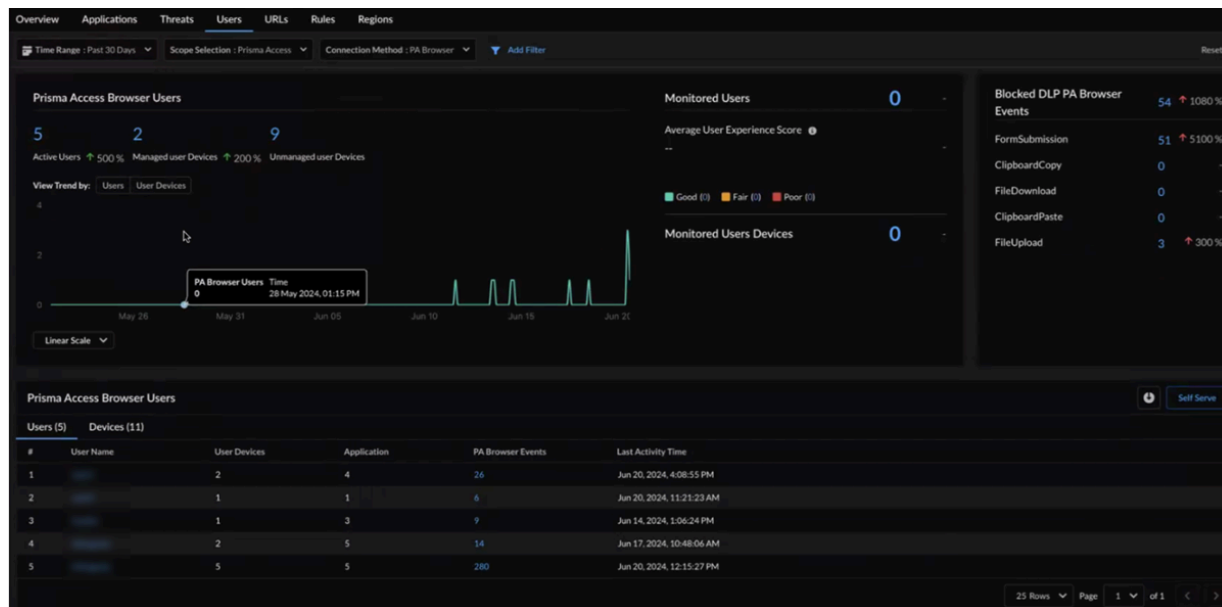 Overview Applications Threats Users URLs Rules Regions
Time Range : Past 30 Days Scope Selection : Prisma Access Connection Method : PA Browser Add Filter Reset
Prisma Access Browser Users
5 2 9
Active Users ↑ 500 % Managed user Devices ↑ 200 % Unmanaged user Devices
View Trend by: Users User Devices
4
2
0
PA Browser Users Time
0 28 May 2024, 01:15 PM
May 26 May 31 Jun 05 Jun 10 Jun 15
Linear Scale
Monitored Users 0 -
Average User Experience Score
-- -
Good (0) Fair (0) Poor (0)
Monitored Users Devices 0 -
Blocked DLP PA Browser
Events 54 ↑ 1080 %
FormSubmission 51 ↑ 5100 %
ClipboardCopy 0 -
FileDownload 0 -
ClipboardPaste 0 -
FileUpload 3 ↑ 300 %
Prisma Access Browser Users Self Serve
Users (5) Devices (11)
# User Name User Devices Application PA Browser Events Last Activity Time
1 2 4 26 Jun 20, 2024, 4:08:55 PM
2 1 1 6 Jun 20, 2024, 11:21:23 AM
3 1 3 9 Jun 14, 2024, 1:06:24 PM
4 2 5 14 Jun 17, 2024, 10:48:06 AM
5 5 5 280 Jun 20, 2024, 12:15:27 PM
25 Rows Page 1 of 1